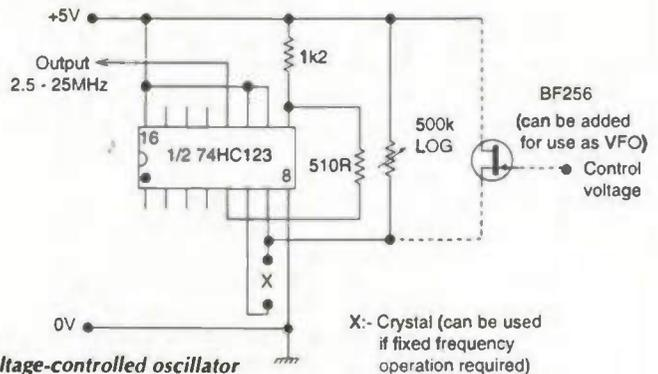 +5V
Output
2.5 - 25MHz
1k2
16
1/2 74HC123
8
510R
500k
LOG
BF256
(can be added
for use as VFO)
Control
voltage
X
0V
X:- Crystal (can be used
if fixed frequency
operation required)
ltage-controlled oscillator